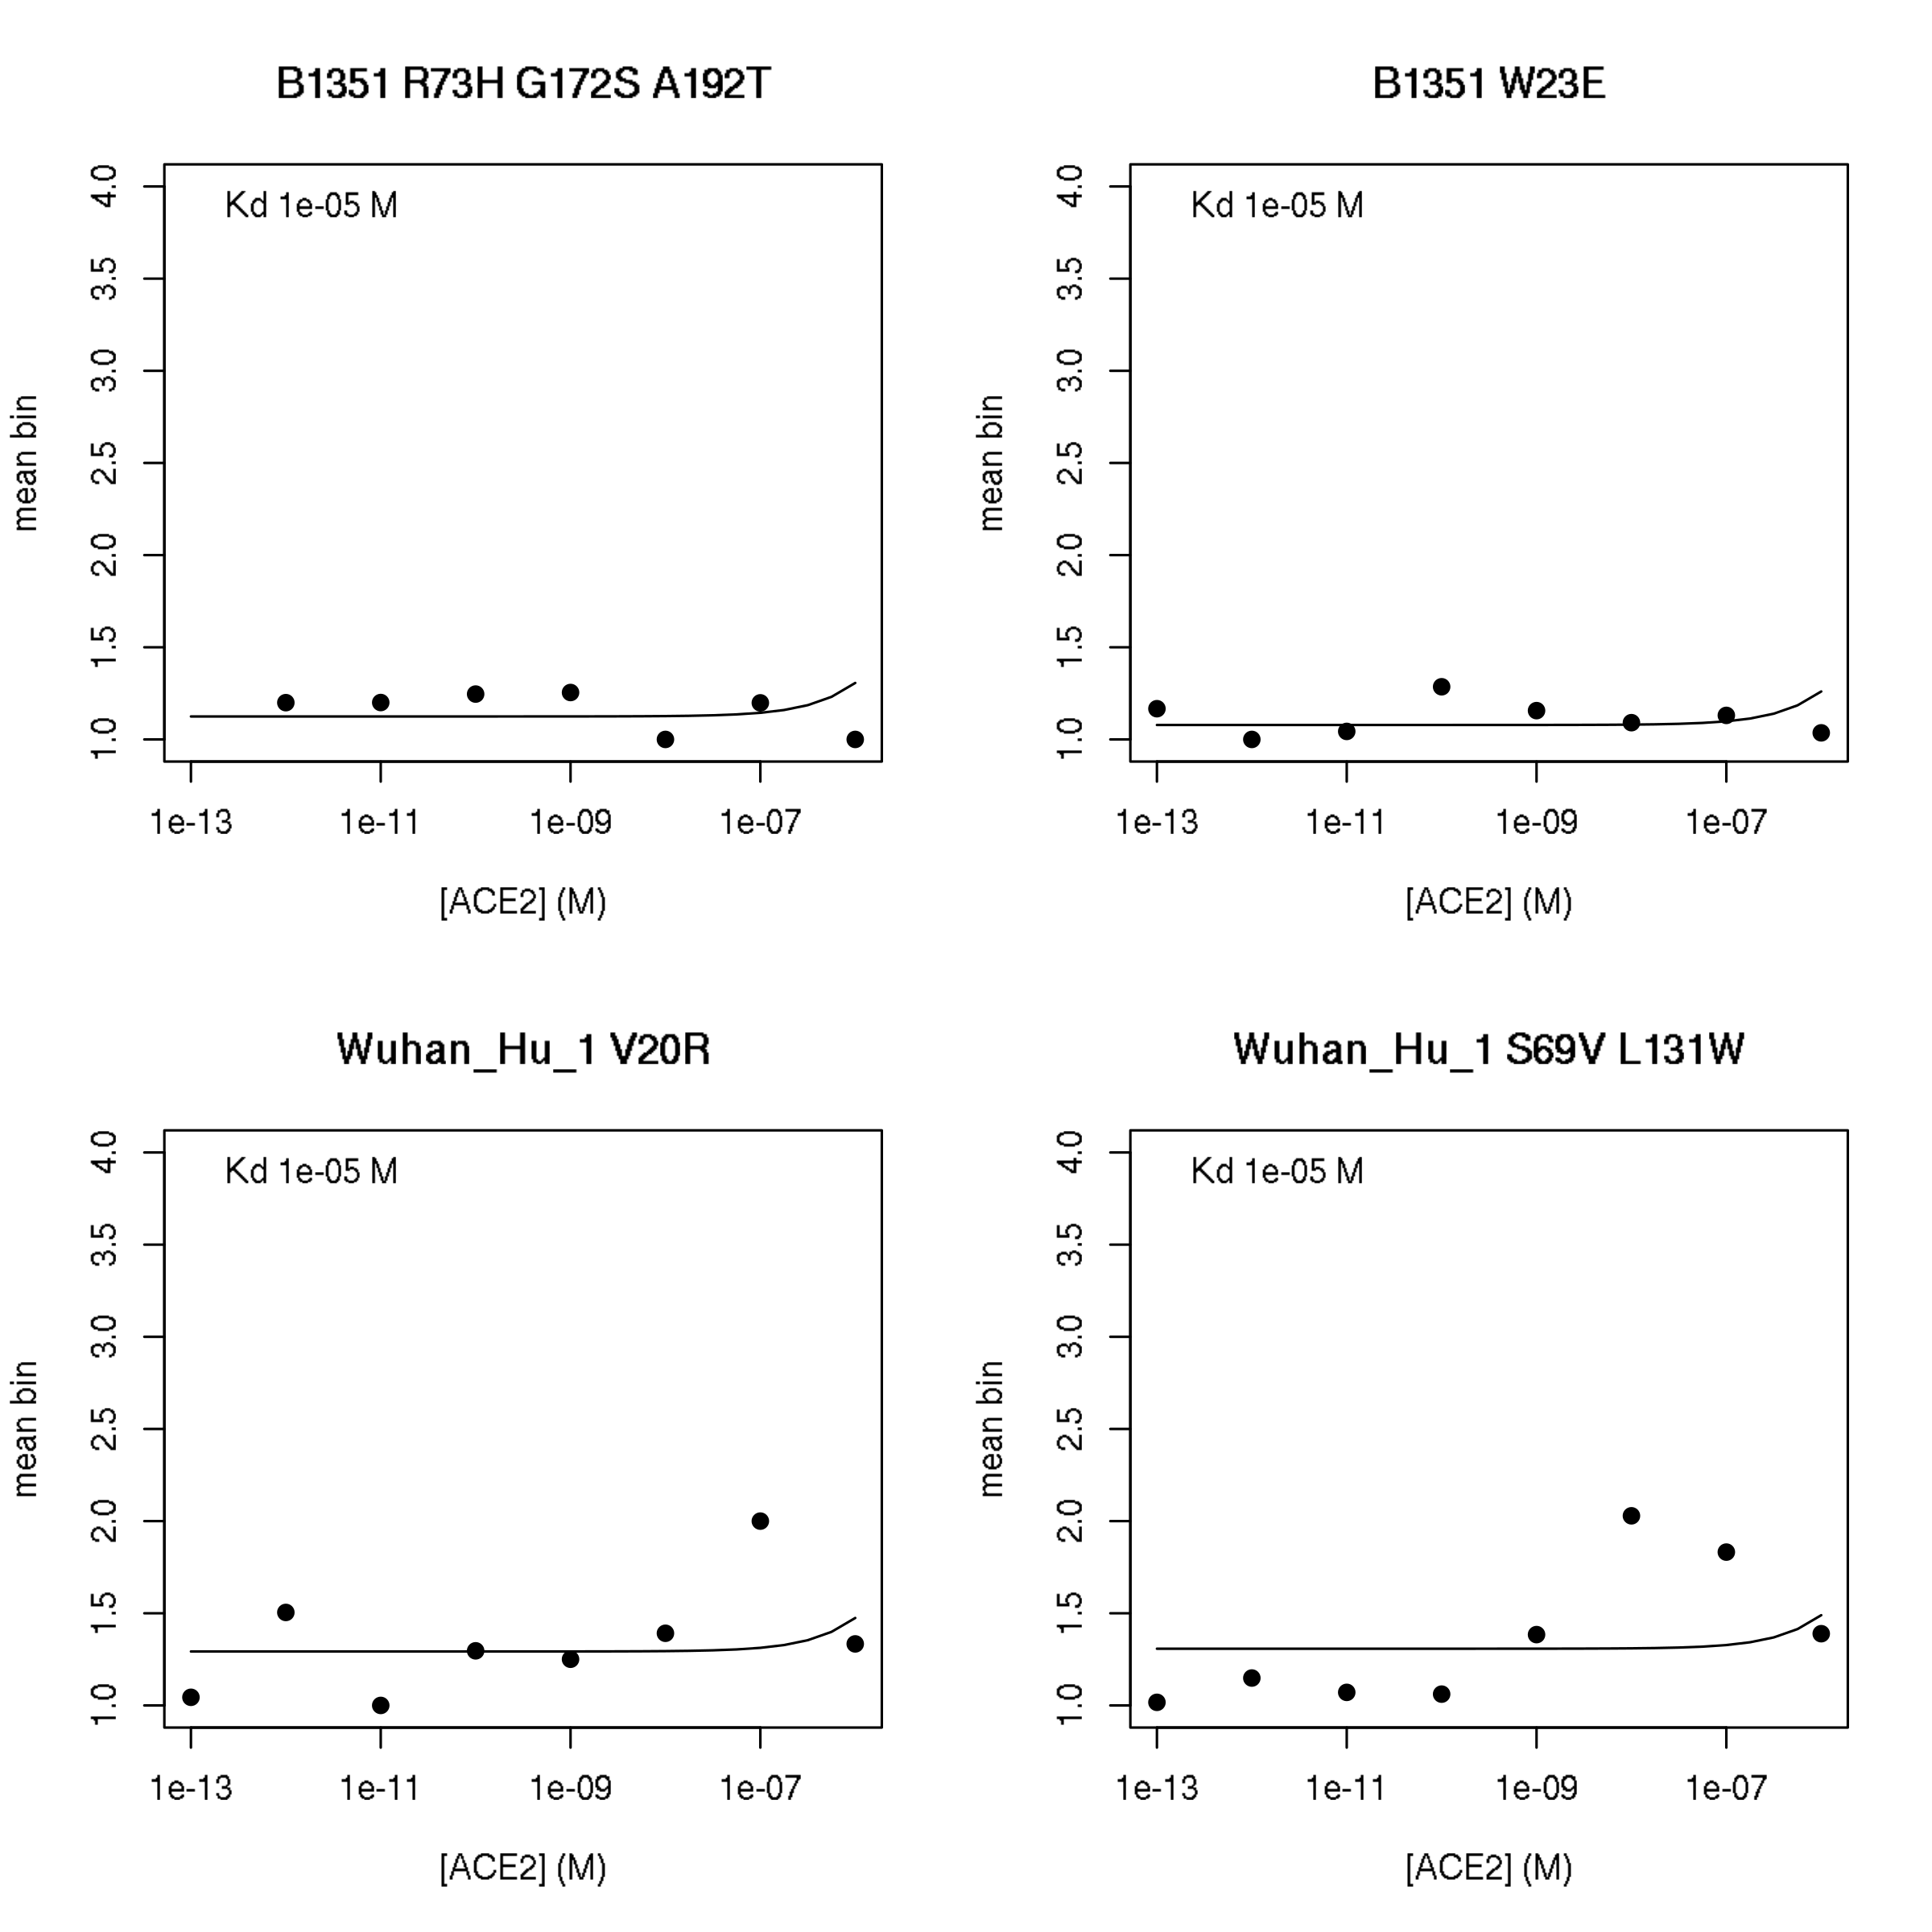 B1351 R73H G172S A192T
Kd 1e-05 M
mean bin
4.0
3.5
3.0
2.5
2.0
1.5
1.0
1e-13 1e-11 1e-09 1e-07
[ACE2] (M)
B1351 W23E
Kd 1e-05 M
mean bin
4.0
3.5
3.0
2.5
2.0
1.5
1.0
1e-13 1e-11 1e-09 1e-07
[ACE2] (M)
Wuhan_Hu_1 V20R
Kd 1e-05 M
mean bin
4.0
3.5
3.0
2.5
2.0
1.5
1.0
1e-13 1e-11 1e-09 1e-07
[ACE2] (M)
Wuhan_Hu_1 S69V L131W
Kd 1e-05 M
mean bin
4.0
3.5
3.0
2.5
2.0
1.5
1.0
1e-13 1e-11 1e-09 1e-07
[ACE2] (M)